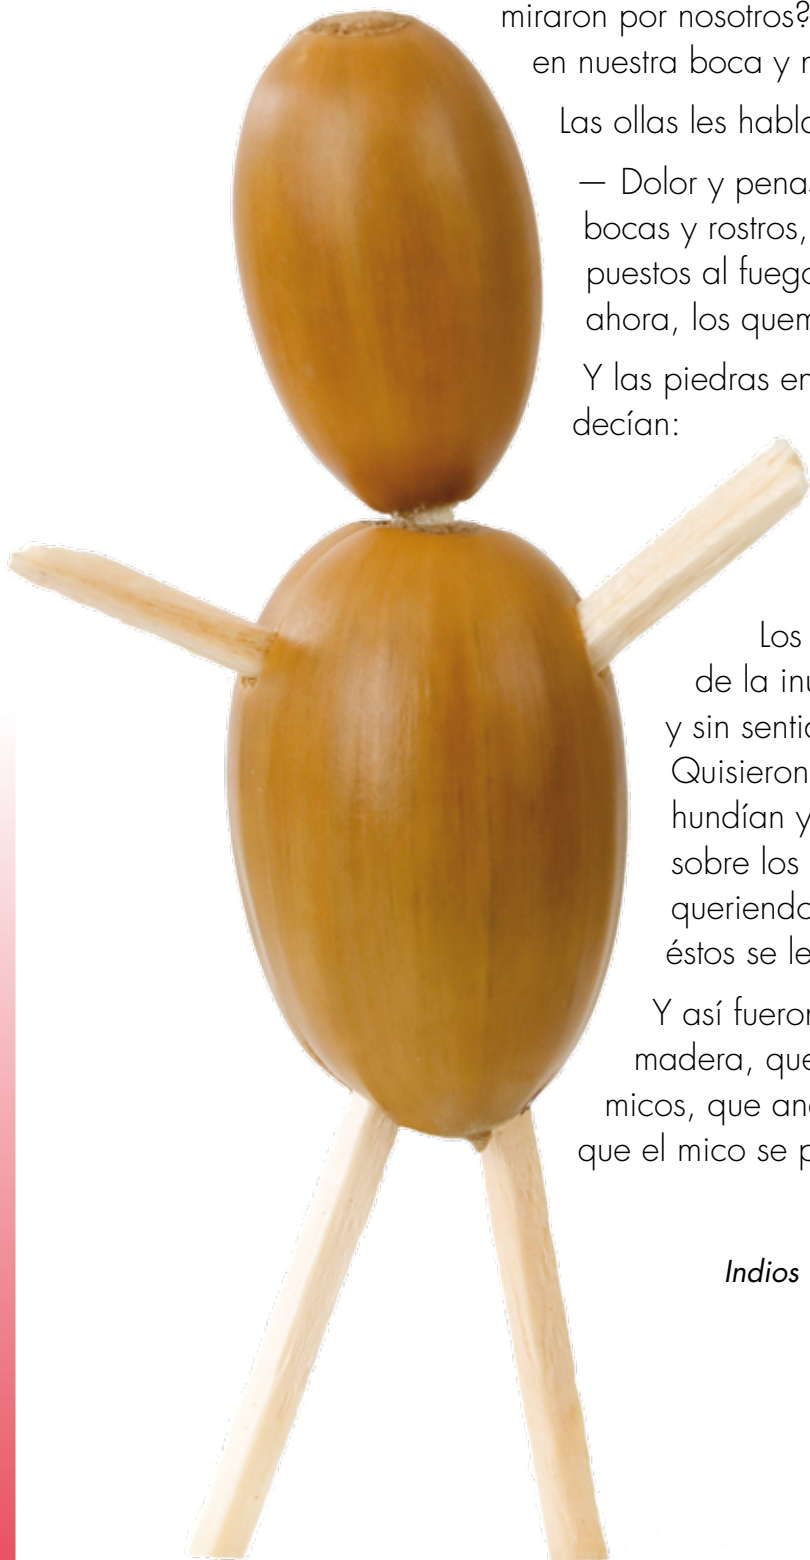 miraron por nosotros?
en nuestra boca y r
Las ollas les habla
— Dolor y penas
bocas y rostros,
puestos al fuego
ahora, los quem
Y las piedras en
decían:
Los
de la inu
y sin sentid
Quisieron
hundían y
sobre los
queriendo
éstos se le
Y así fueron
madera, que
micos, que and
que el mico se p
Indios